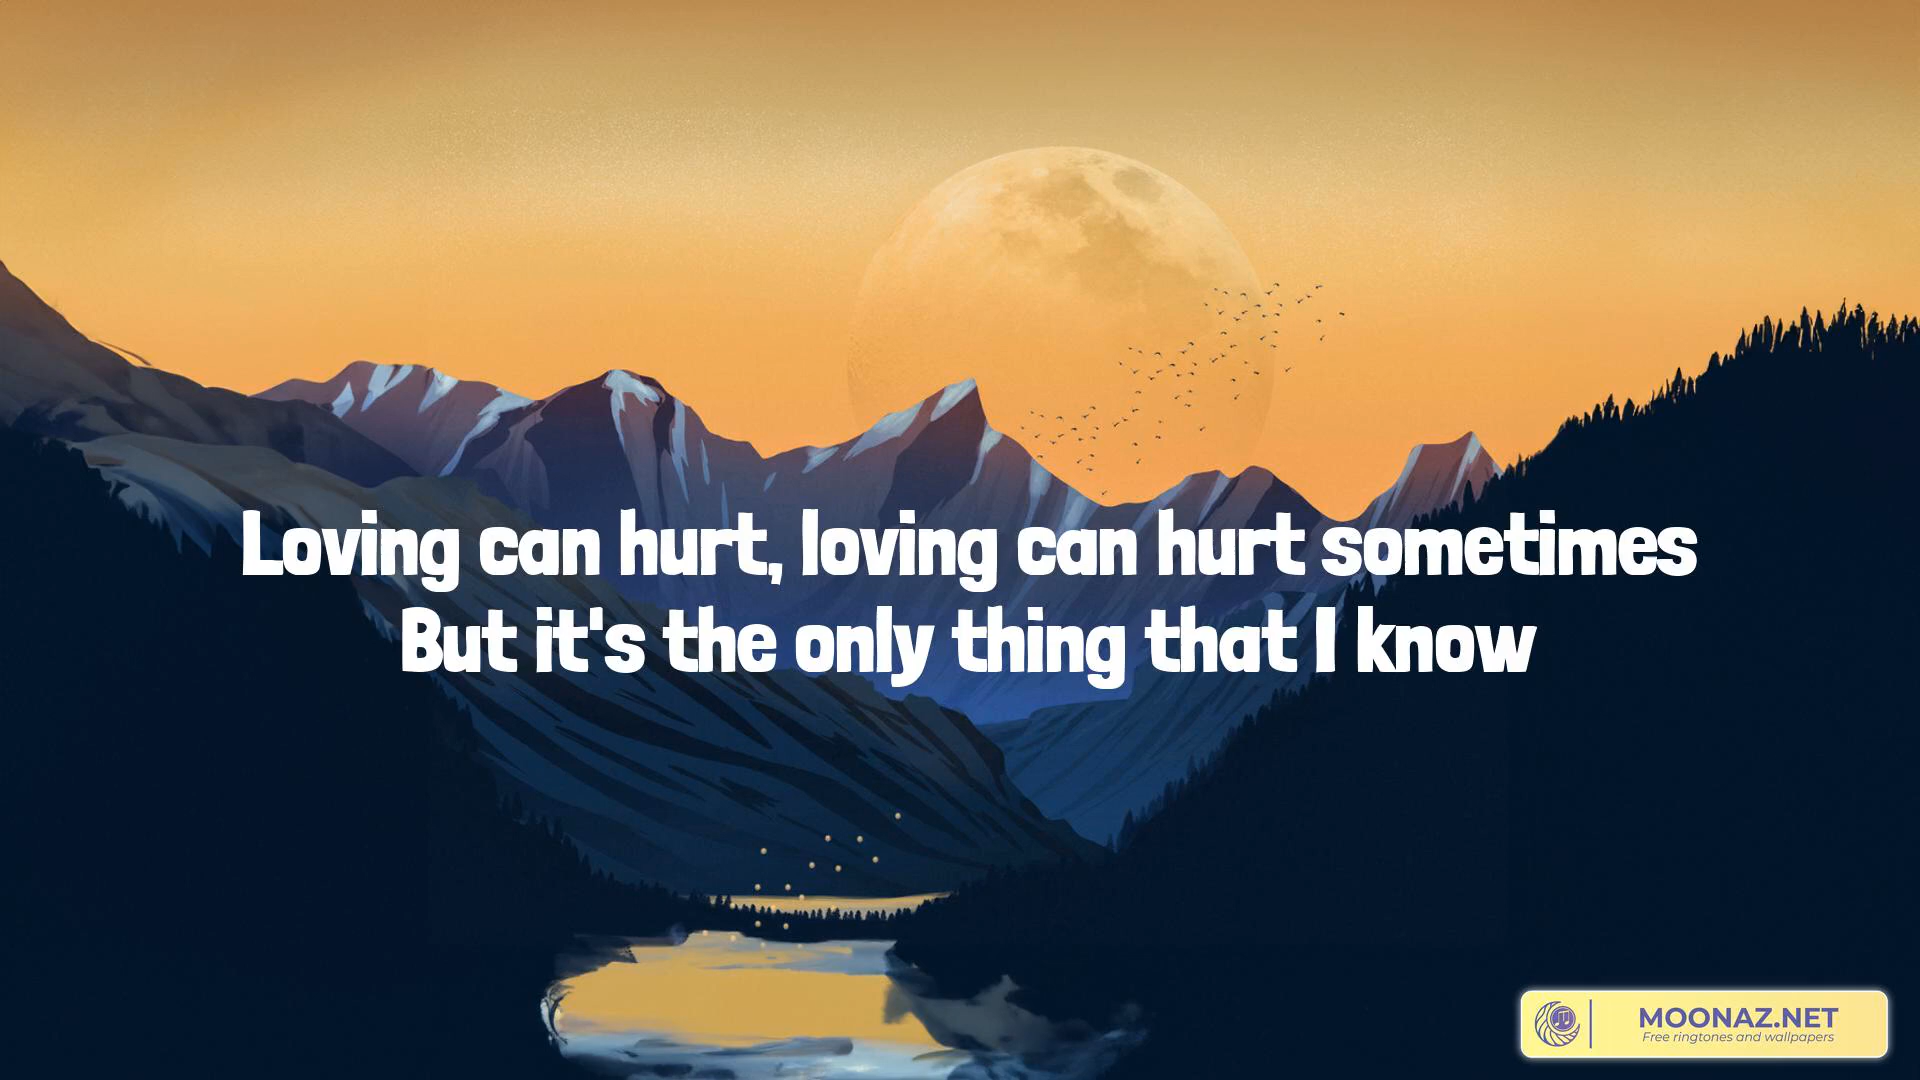 Loving can hurt, loving can hurt sometimes
But it's the only thing that I know
MOONAZ.NET
Free ringtones and wallpapers